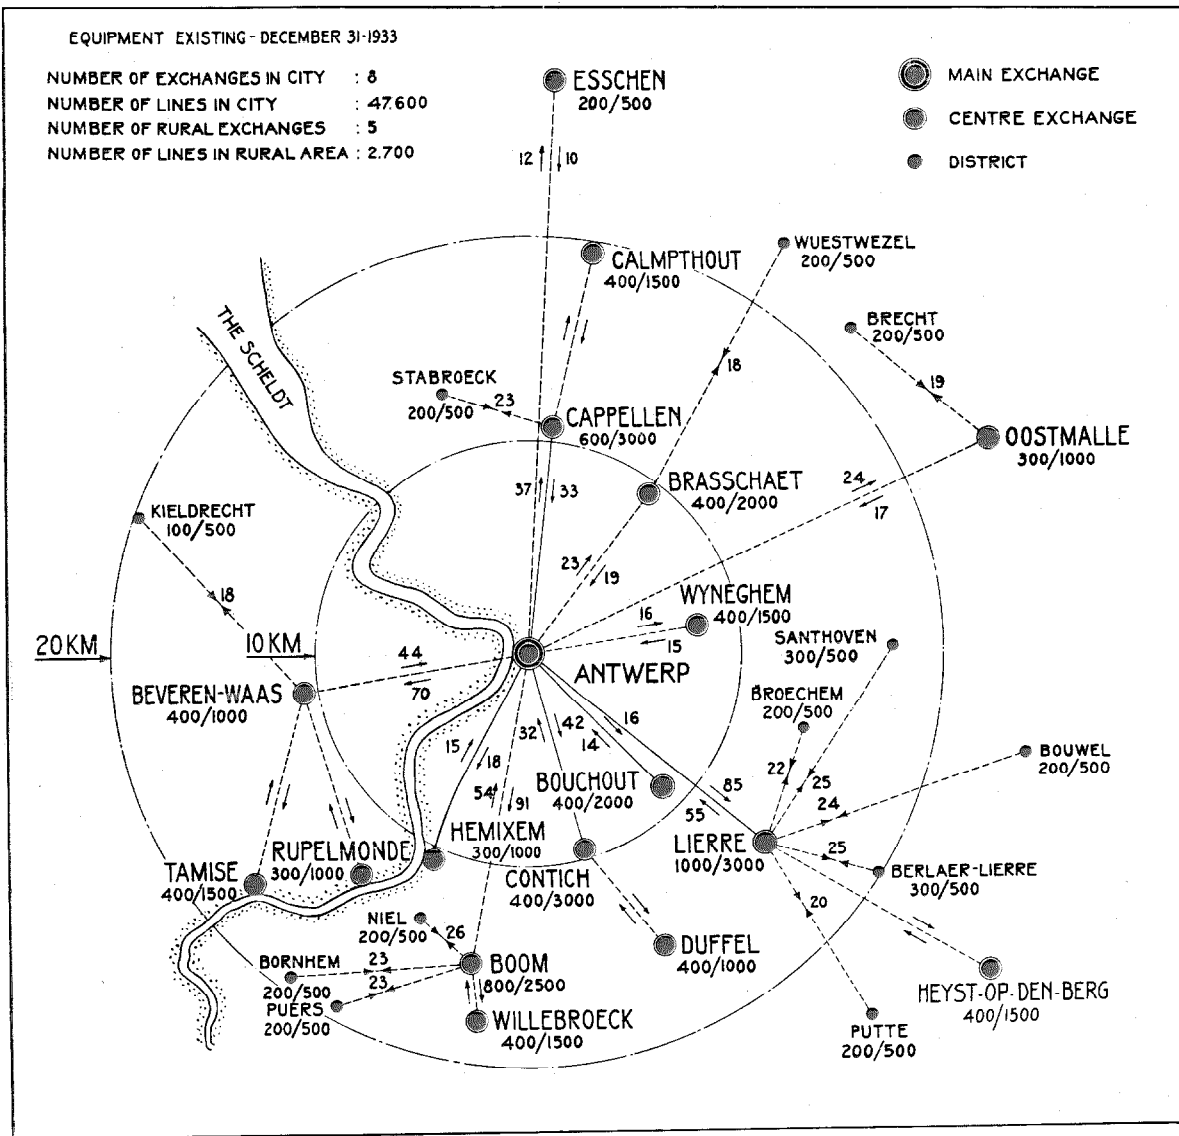 EQUIPMENT EXISTING - DECEMBER 31-1933
NUMBER OF EXCHANGES IN CITY : 8
NUMBER OF LINES IN CITY : 47.600
NUMBER OF RURAL EXCHANGES : 5
NUMBER OF LINES IN RURAL AREA : 2.700
MAIN EXCHANGE
CENTRE EXCHANGE
DISTRICT
ESSCHEN
200/500
12
10
CALMPTHOUT
400/1500
WUESTWEZEL
200/500
18
BRECHT
200/500
19
THE SCHELDT
STABROECK
200/500
23
CAPPELLEN
600/3000
OOSTMALLE
300/1000
24
17
37
33
BRASSCHAET
400/2000
KIELDRECHT
100/500
18
23
19
WYNEGHEM
400/1500
16
15
SANTHOVEN
300/500
20 KM
10 KM
44
70
ANTWERP
BEVEREN-WAAS
400/1000
BROECHEM
200/500
15
18
32
42
14
16
BOUWEL
200/500
22
25
24
54
91
BOUCHOUT
400/2000
85
55
HEMIXEM
300/1000
LIERRE
1000/3000
25
RUPELMONDE
300/1000
TAMISE
400/1500
CONTICH
400/3000
BERLAER-LIERRE
300/500
20
NIEL
200/500
26
DUFFEL
400/1000
BORNHEM
200/500
23
23
BOOM
800/2500
PUERS
200/500
WILLEBROECK
400/1500
HEYST-OP-DEN-BERG
400/1500
PUTTE
200/500